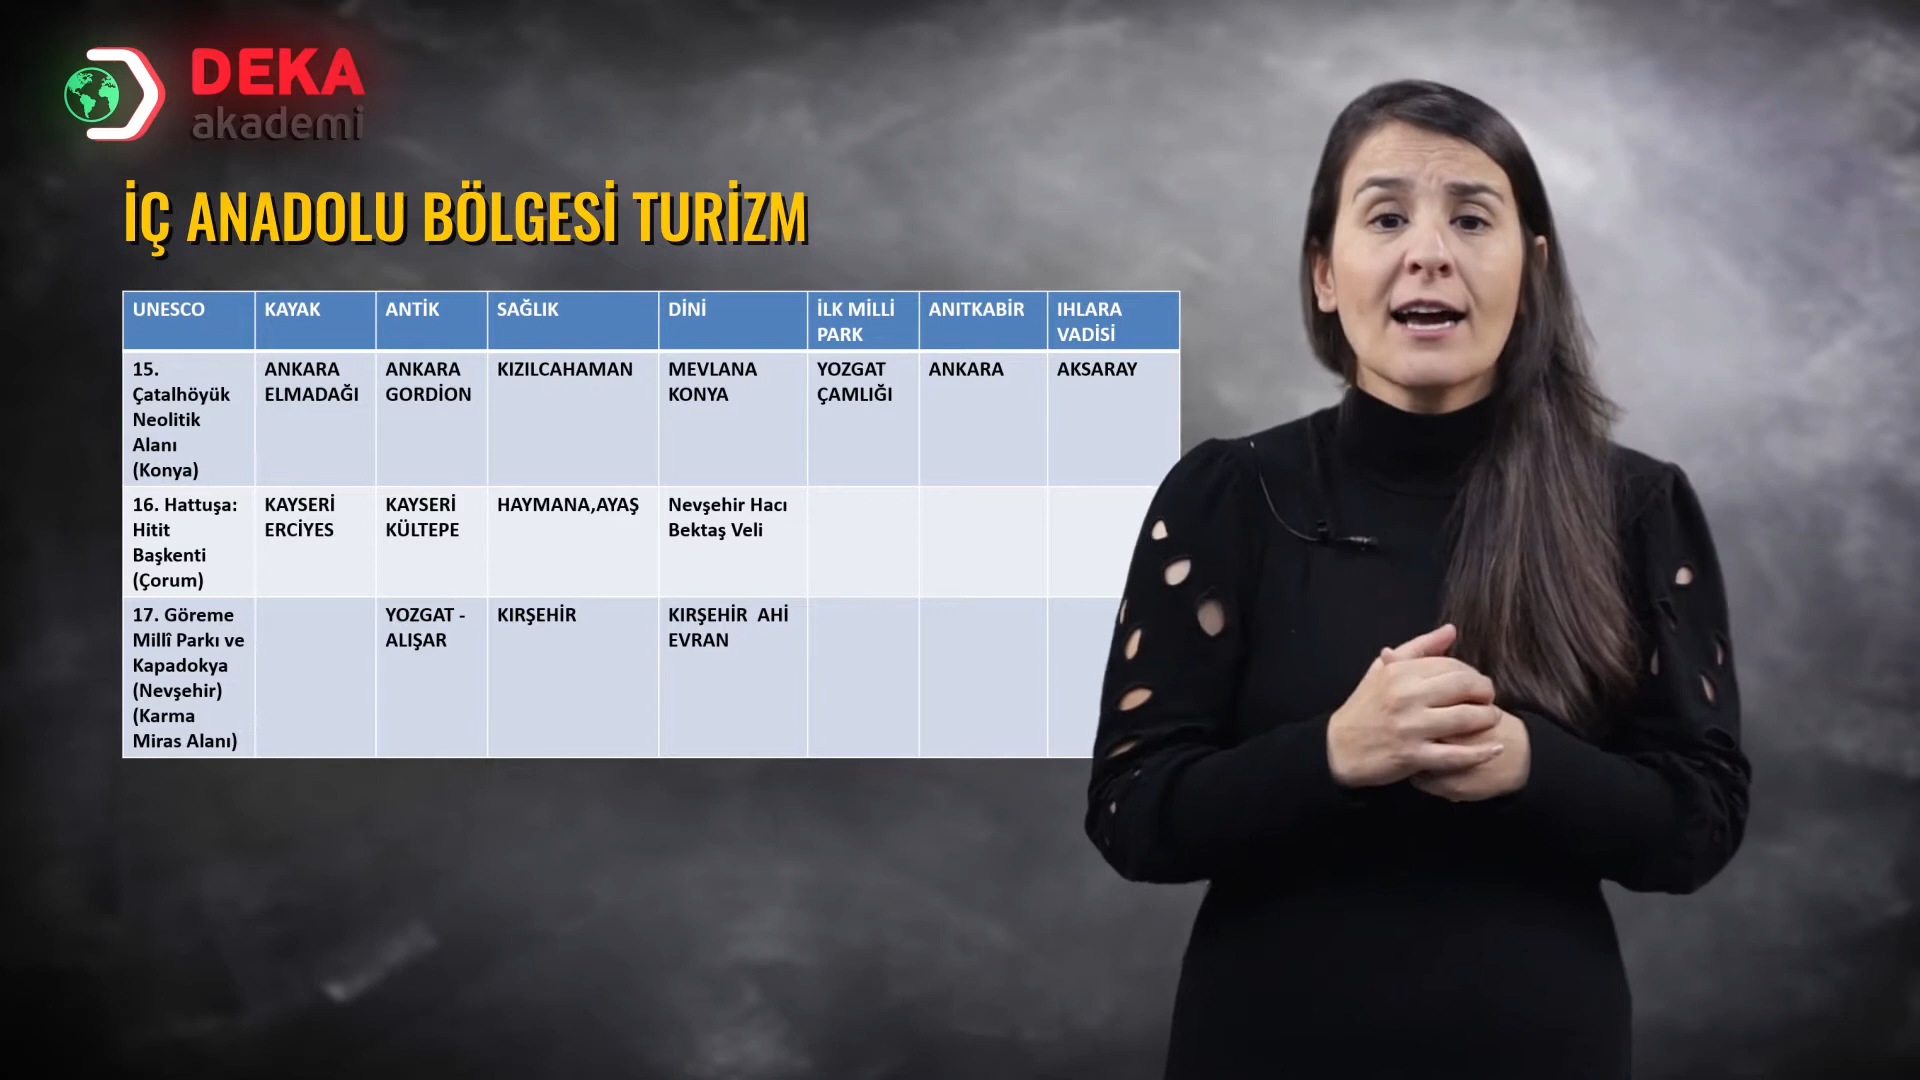 DEKA
akademi
İÇ ANADOLU BÖLGESİ TURİZM
UNESCO
KAYAK
ANTİK
SAĞLIK
DİNİ
İLK MİLLİ
PARK
ANITKABİR
IHLARA
VADİSİ
15.
Çatalhöyük
Neolitik
Alanı
(Konya)
ANKARA
ELMADAĞI
ANKARA
GORDİON
KIZILCAHAMAN
MEVLANA
KONYA
YOZGAT
ÇAMLIĞI
ANKARA
AKSARAY
16. Hattuşa:
Hitit
Başkenti
(Çorum)
KAYSERİ
ERCİYES
KAYSERİ
KÜLTEPE
HAYMANA,AYAŞ
Nevşehir Hacı
Bektaş Veli
17. Göreme
Millî Parkı ve
Kapadokya
(Nevşehir)
(Karma
Miras Alanı)
YOZGAT -
ALIŞAR
KIRŞEHİR
KIRŞEHİR  AHİ
EVRAN